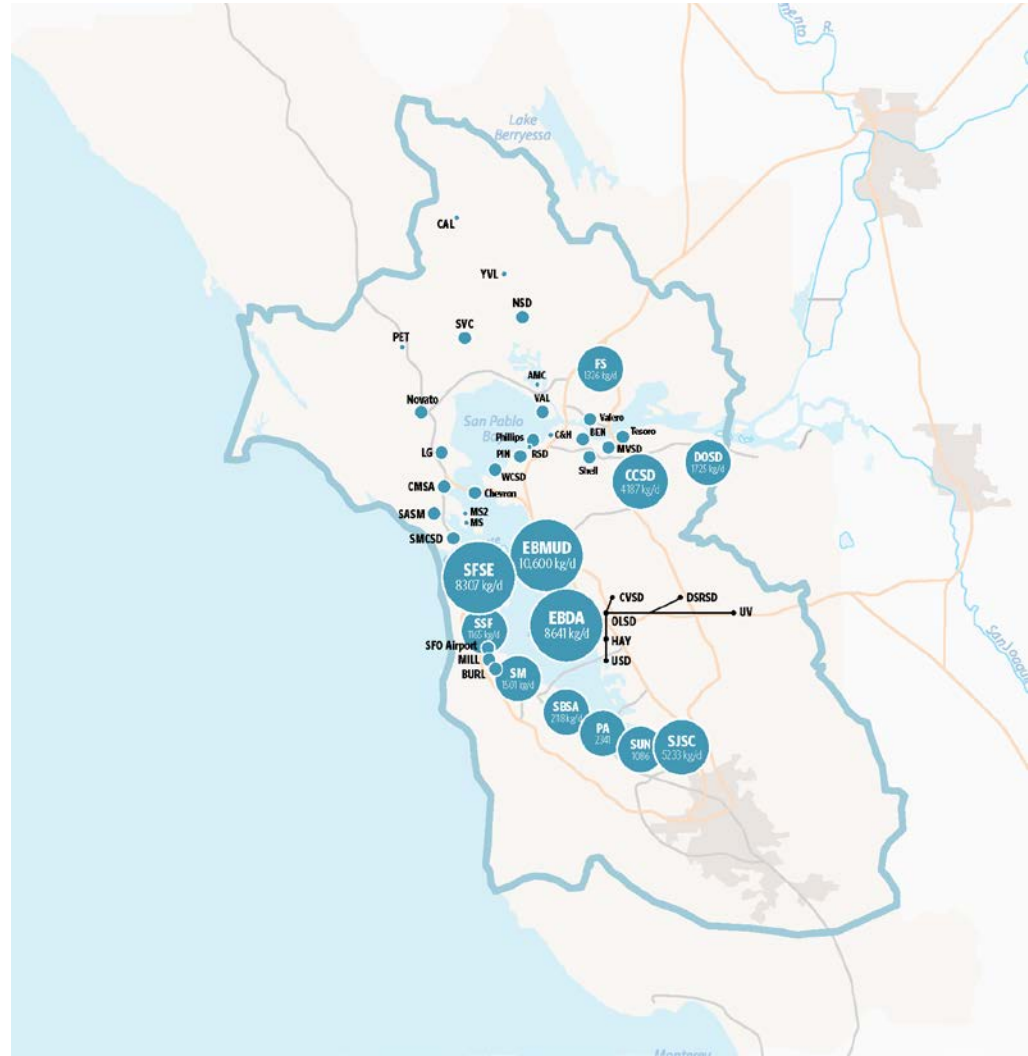 R.
Lake
Berryessa
CAL
YVL
NSD
SVC
PET
FS
1326 kg/d
AMC
Novato
VAL
San Pablo
Valero
Phillips
C&H
BEN
Tesoro
LG
PIN
RSD
MVSD
DOSD
1725 kg/d
WCSD
Shell
CCSD
4187 kg/d
CMSA
Chevron
SASM
MS2
MS
SMCSD
EBMUD
10,600 kg/d
SFSE
8307 kg/d
CVSD
DSRSD
EBDA
8641 kg/d
OLSD
UV
SSF
1165 kg/d
HAY
SFO Airport
MILL
USD
BURL
SM
1501 kg/d
SBSA
2118 kg/d
PA
2341
SUN
1086
SJSC
5233 kg/d
Monterey